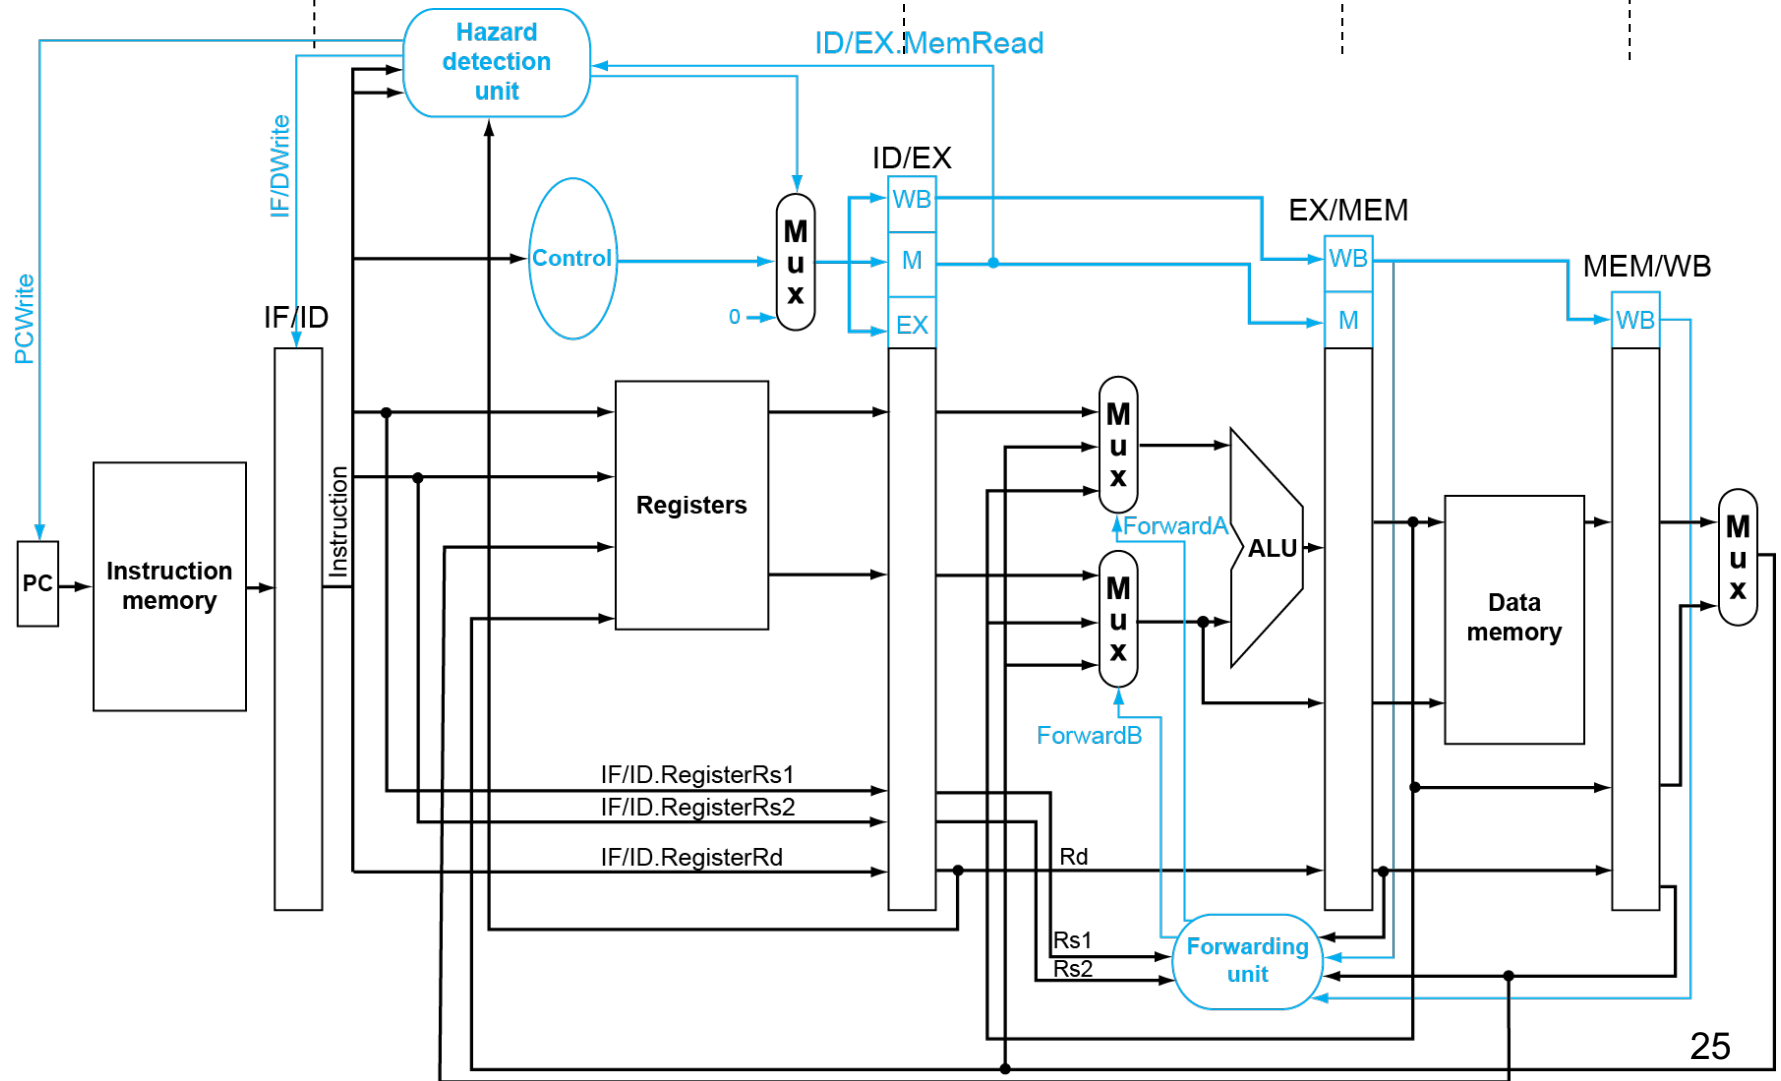 Hazard
detection
unit
ID/EX.MemRead
IF/DWrite
PCWrite
ID/EX
WB
M
EX
Control
0
M
u
x
EX/MEM
WB
M
MEM/WB
WB
IF/ID
PC
Instruction
memory
Instruction
Registers
M
u
x
ForwardA
M
u
x
ForwardB
ALU
Data
memory
M
u
x
IF/ID.RegisterRs1
IF/ID.RegisterRs2
IF/ID.RegisterRd
Rd
Rs1
Rs2
Forwarding
unit
25